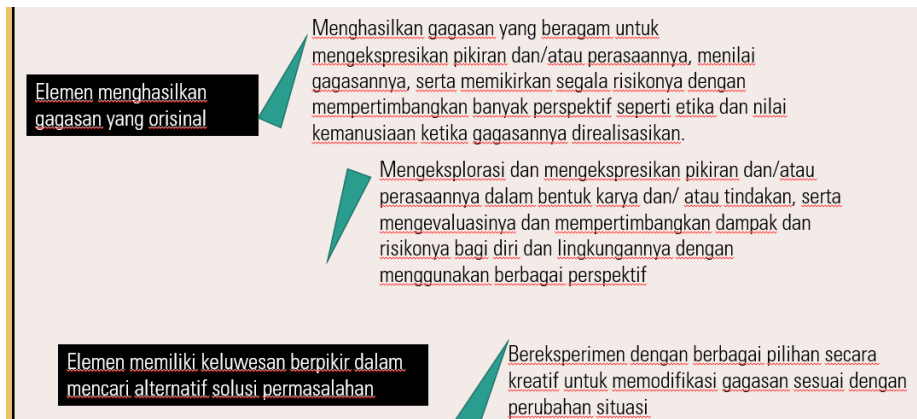 Menghasilkan gagasan yang beragam untuk
mengekspresikan pikiran dan/atau perasaannya, menilai
gagasannya, serta memikirkan segala risikonya dengan
mempertimbangkan banyak perspektif seperti etika dan nilai
kemanusiaan ketika gagasannya direalisasikan.
Elemen menghasilkan
gagasan yang orisinal
Mengeksplorasi dan mengekspresikan pikiran dan/atau
perasaannya dalam bentuk karya dan/ atau tindakan, serta
mengevaluasinya dan mempertimbangkan dampak dan
risikonya bagi diri dan lingkungannya dengan
menggunakan berbagai perspektif
Elemen memiliki keluwesan berpikir dalam
mencari alternatif solusi permasalahan
Bereksperimen dengan berbagai pilihan secara
kreatif untuk memodifikasi gagasan sesuai dengan
perubahan situasi